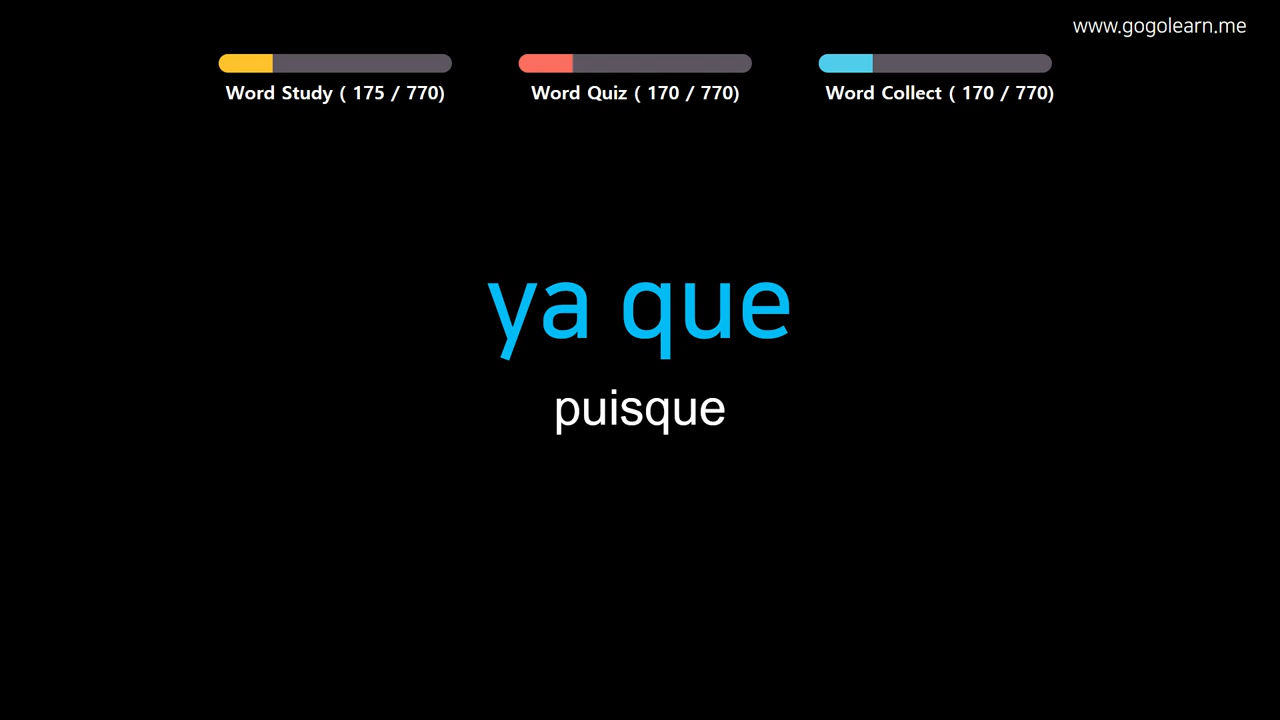 www.gogolearn.me
Word Study ( 175 / 770)
Word Quiz ( 170 / 770)
Word Collect ( 170 / 770)
ya que
puisque